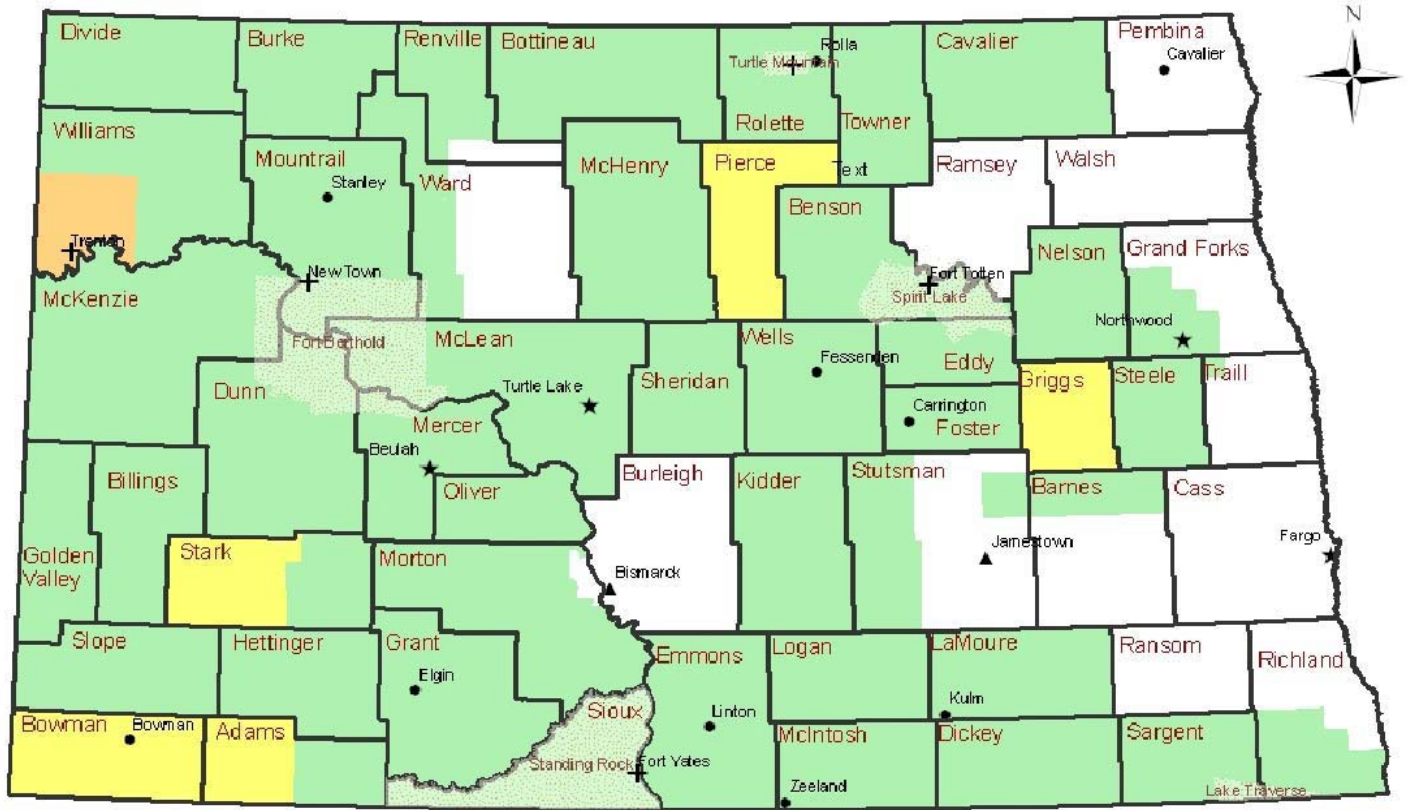 N
Divide
Burke
Renville
Bottineau
Rolla
Turtle Mountain
Rolette
Towner
Cavalier
Pembina
Cavalier
Williams
Mountrail
Stanley
Ward
McHenry
Pierce
Text
Benson
Ramsey
Walsh
Trenton
New Town
Nelson
Grand Forks
Fort Totten
Spirit Lake
McKenzie
Fort Berthold
McLean
Wells
Northwood
Dunn
Turtle Lake
Sheridan
Fessenden
Eddy
Griggs
Steele
Traill
Mercer
Carrington
Foster
Beulah
Billings
Oliver
Burleigh
Kidder
Stutsman
Barnes
Cass
Golden
Valley
Stark
Morton
Bismarck
Jamestown
Fargo
Slope
Hettinger
Grant
Elgin
Emmons
Logan
LaMoure
Ransom
Richland
Kulm
Bowman
Bowman
Adams
Sioux
Linton
McIntosh
Dickey
Sargent
Standing Rock
Fort Yates
Zeeland
Lake Traverse